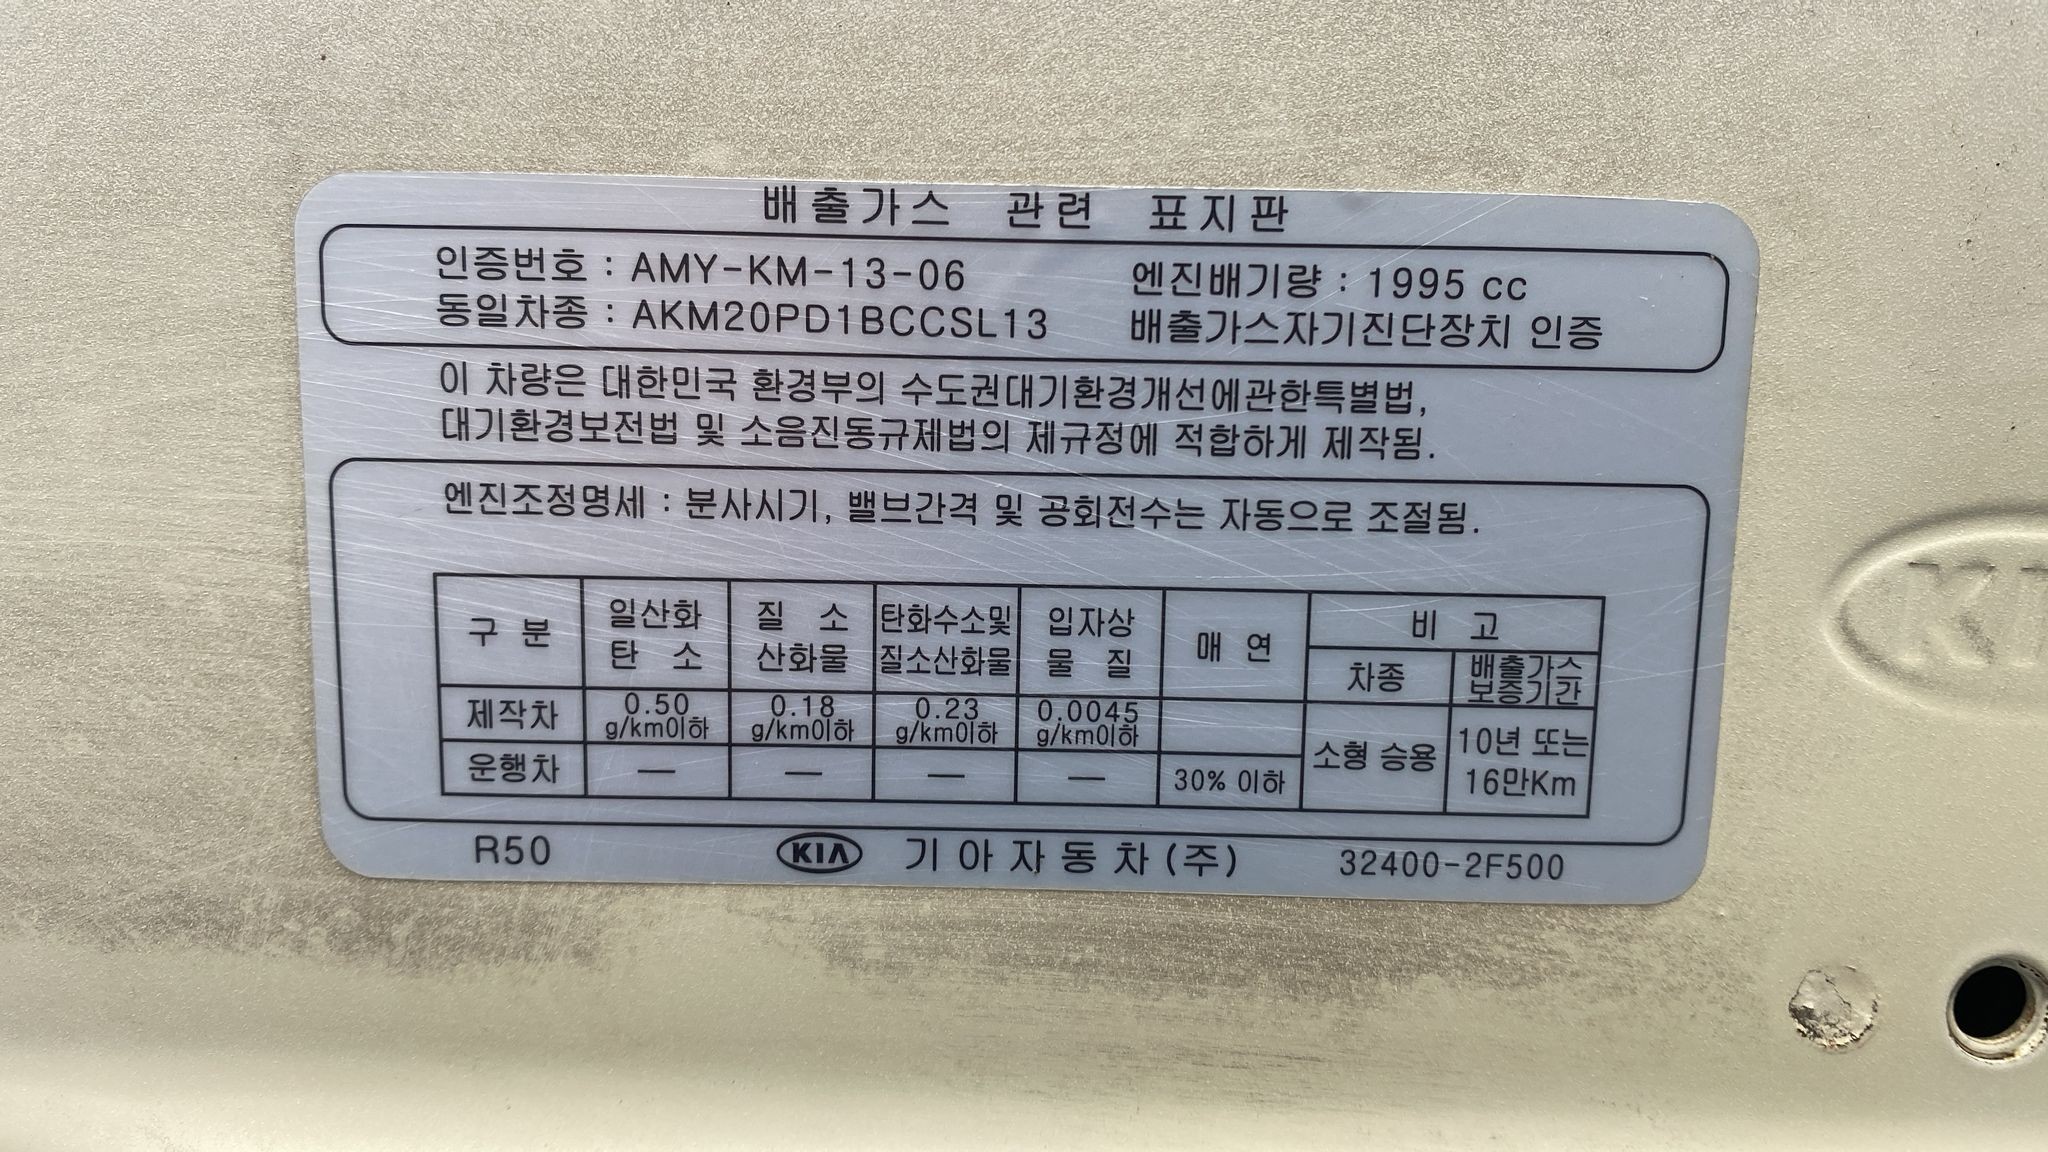 배출가스 관련 표지판
인증번호 : AMY-KM-13-06 엔진배기량 : 1995 cc
동일차종 : AKM20PD1BCCSL13 배출가스자기진단장치 인증
이 차량은 대한민국 환경부의 수도권대기환경개선에관한특별법,
대기환경보전법 및 소음진동규제법의 제규정에 적합하게 제작됨.
엔진조정명세 : 분사시기, 밸브간격 및 공회전수는 자동으로 조절됨.
구 분 일산화 탄 소 질 소 산화물 탄화수소및 질소산화물 입자상 물 질 매 연 비 고
차종 배출가스 보증기간
제작차 0.50 g/km이하 0.18 g/km이하 0.23 g/km이하 0.0045 g/km이하
운행차 — — — — 30% 이하 소형 승용 10년 또는 16만Km
R50 KIA 기아자동차(주) 32400-2F500
KI